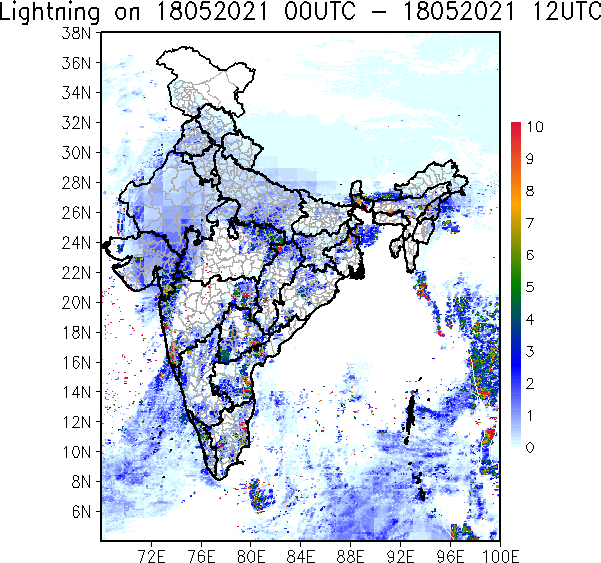 Lightning on 18052021 00UTC – 18052021 12UTC
38N
36N
34N
32N
30N
28N
26N
24N
22N
20N
18N
16N
14N
12N
10N
8N
6N
72E 76E 80E 84E 88E 92E 96E 100E
10
9
8
7
6
5
4
3
2
1
0